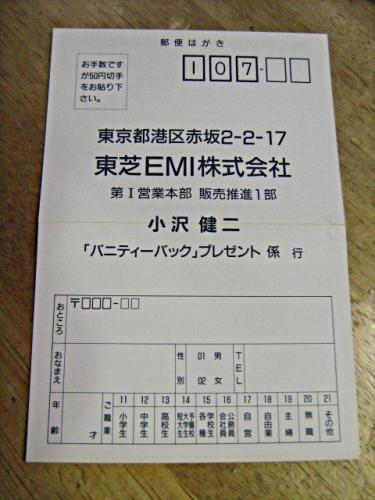 郵便はがき
お手数です
が50円切手
をお貼り下
さい。
107-
東京都港区赤坂2-2-17
東芝EMI株式会社
第I営業本部 販売推進1部
小沢 健二
「バニティーバック」プレゼント 係 行
おところ
〒
おなまえ
性別
01 男
02 女
TEL
年齢
才
ご職業
11 小学生
12 中学生
13 高校生
14 予備校 大学生 短大生
15 各種学校生
16 公務員 会社員
17 自営
18 自由業
19 主婦
20 無職
21 その他